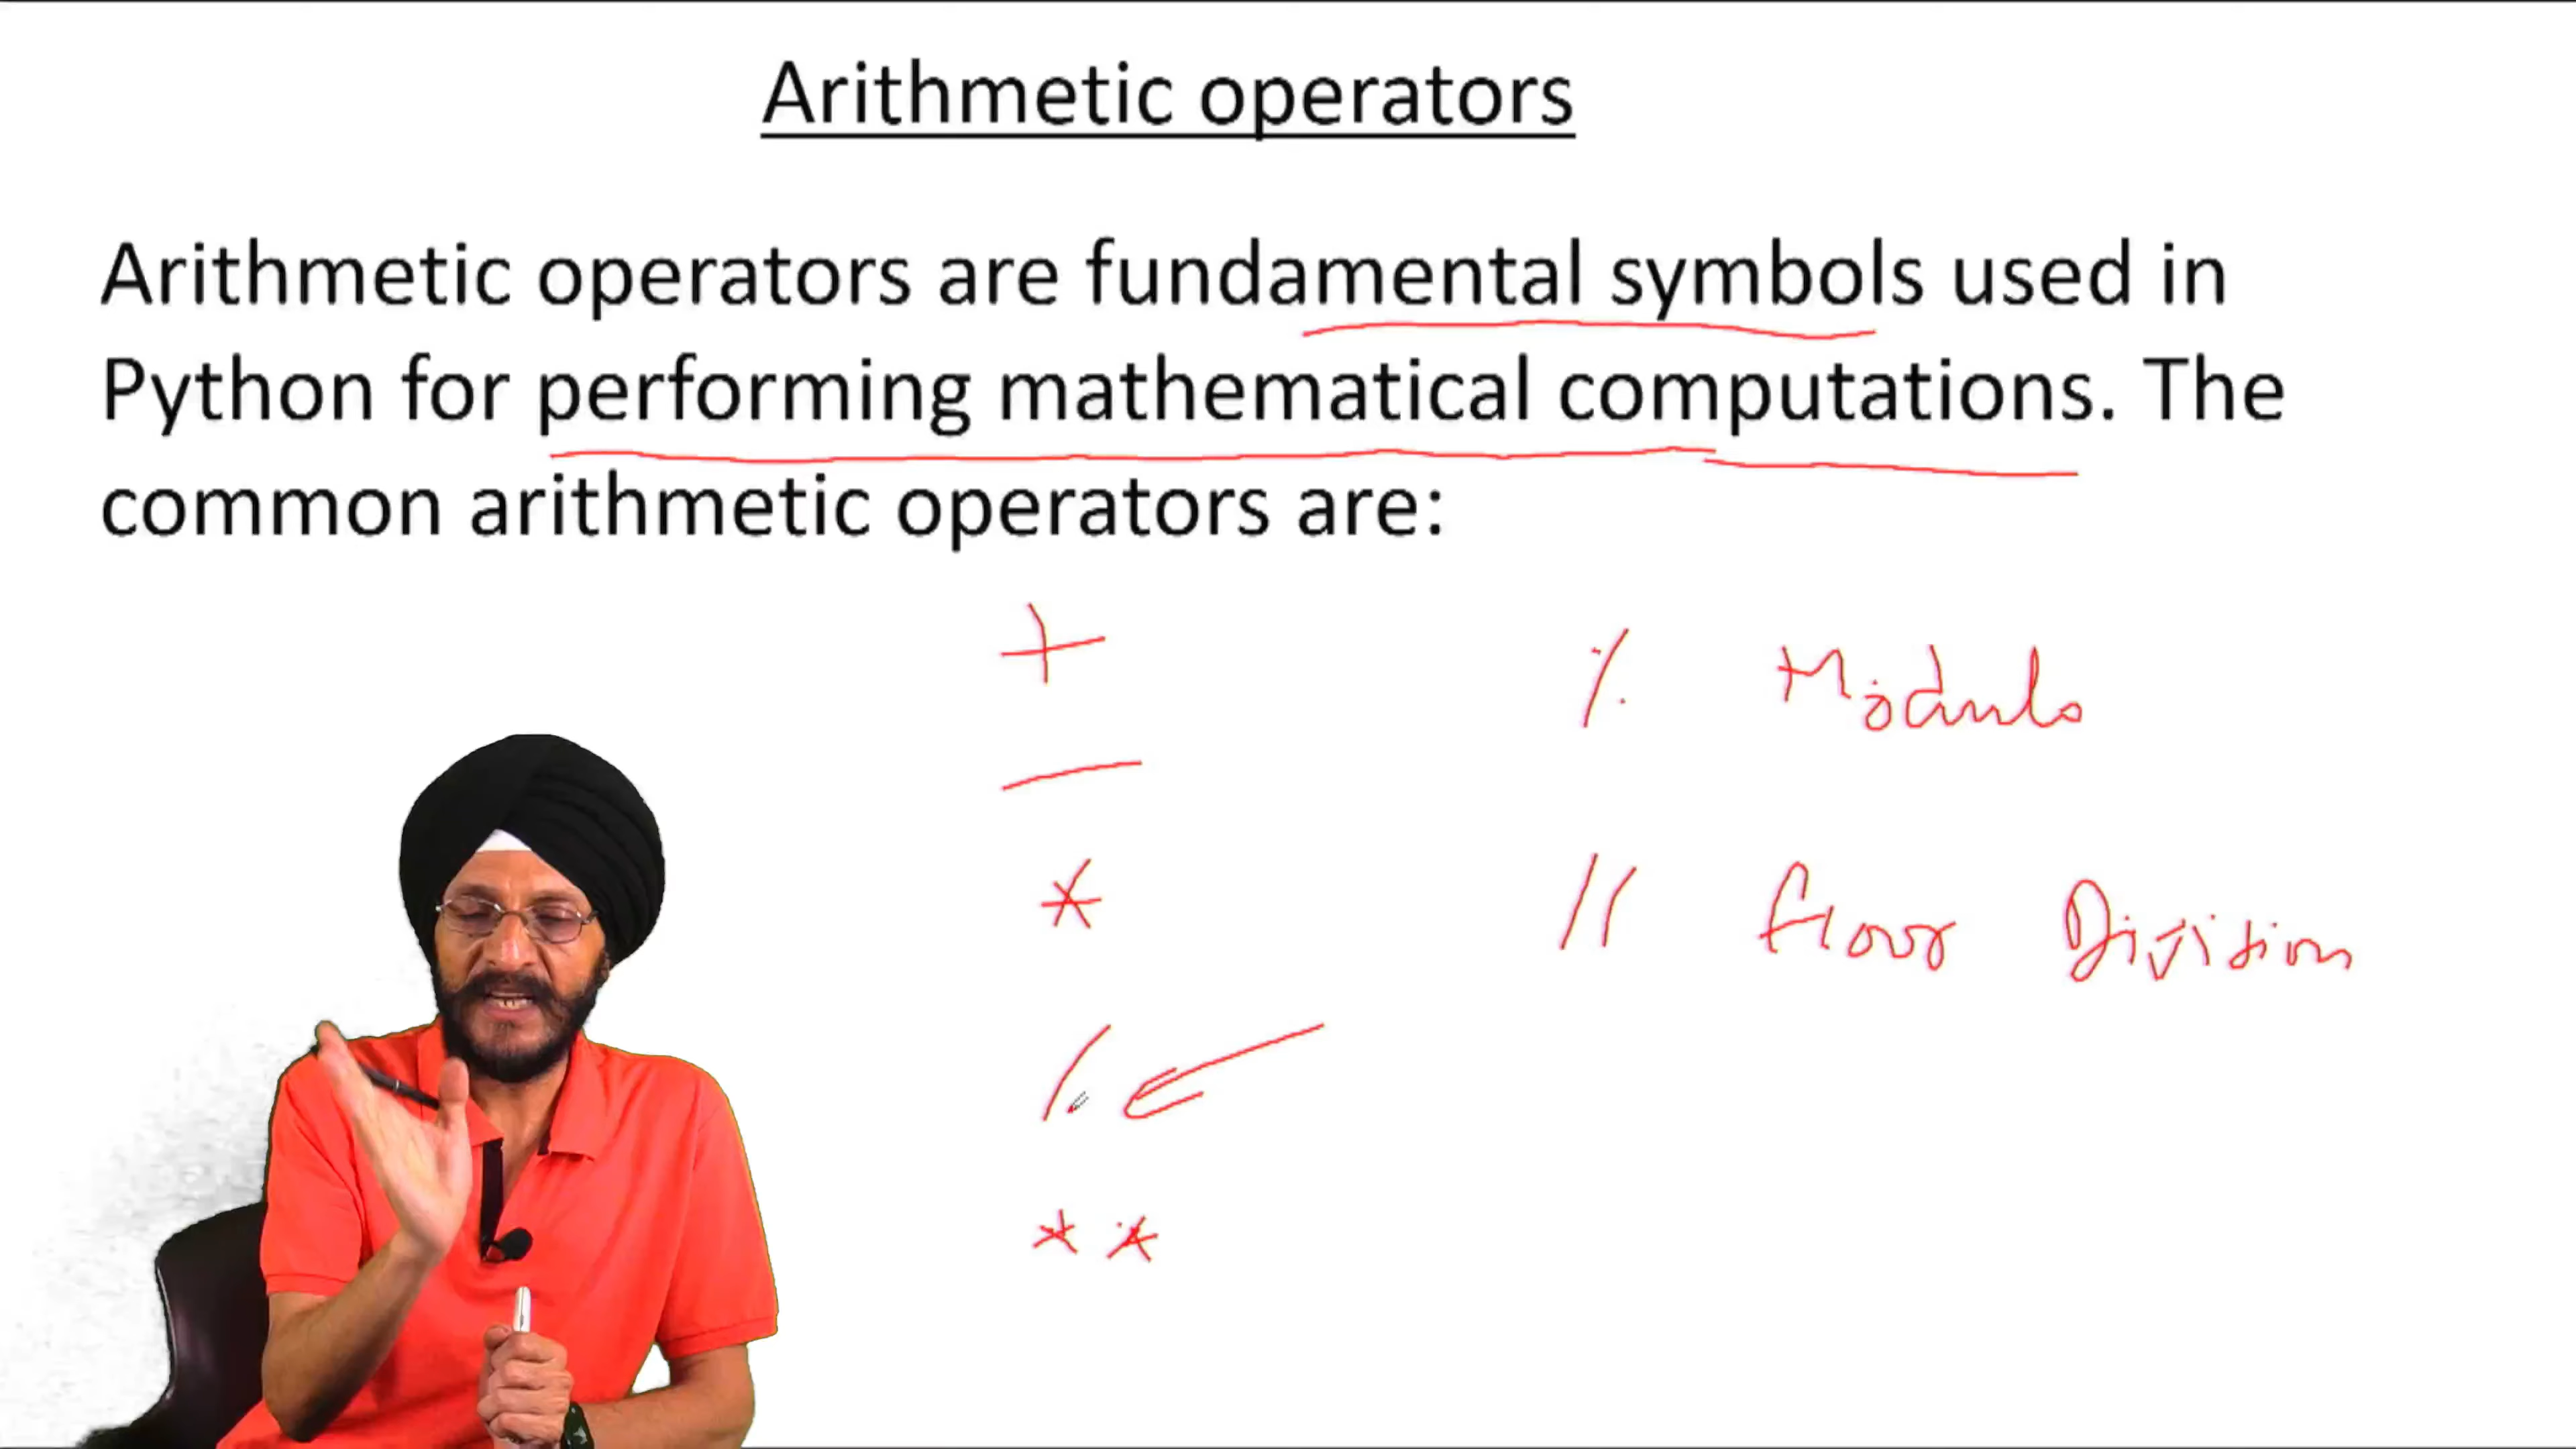 Arithmetic operators
Arithmetic operators are fundamental symbols used in
Python for performing mathematical computations. The
common arithmetic operators are:
+
% Modulo
-
*
// floor Division
/
**